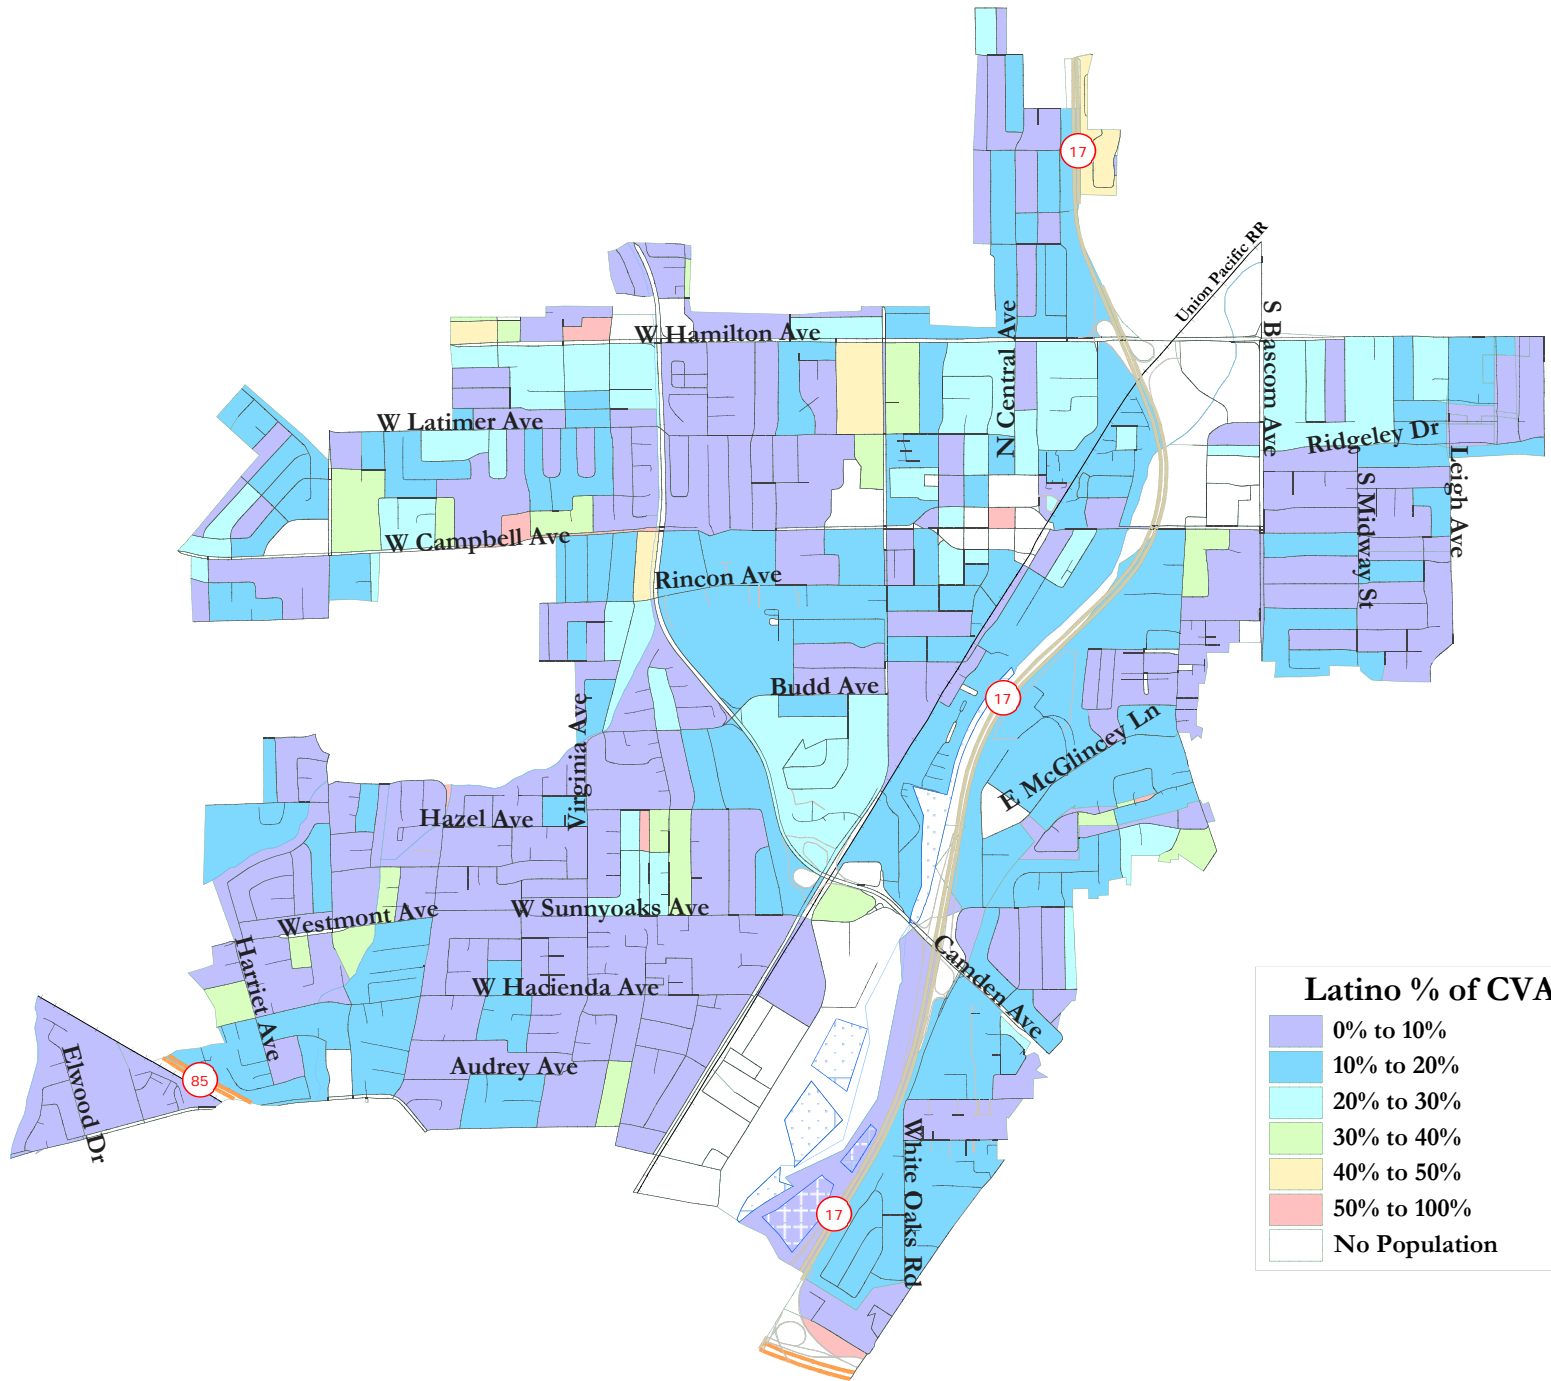 17
Union Pacific RR
W Hamilton Ave
N Central Ave
S Bascom Ave
W Latimer Ave
Ridgeley Dr
Leigh Ave
S Midway St
W Campbell Ave
Rincon Ave
Budd Ave
17
Virginia Ave
E McGlincey Ln
Hazel Ave
W Sunnyoaks Ave
Westmont Ave
Harriet Ave
Camden Ave
W Hacienda Ave
Elwood Dr
85
Audrey Ave
White Oaks Rd
17
Latino % of CVA
0% to 10%
10% to 20%
20% to 30%
30% to 40%
40% to 50%
50% to 100%
No Population